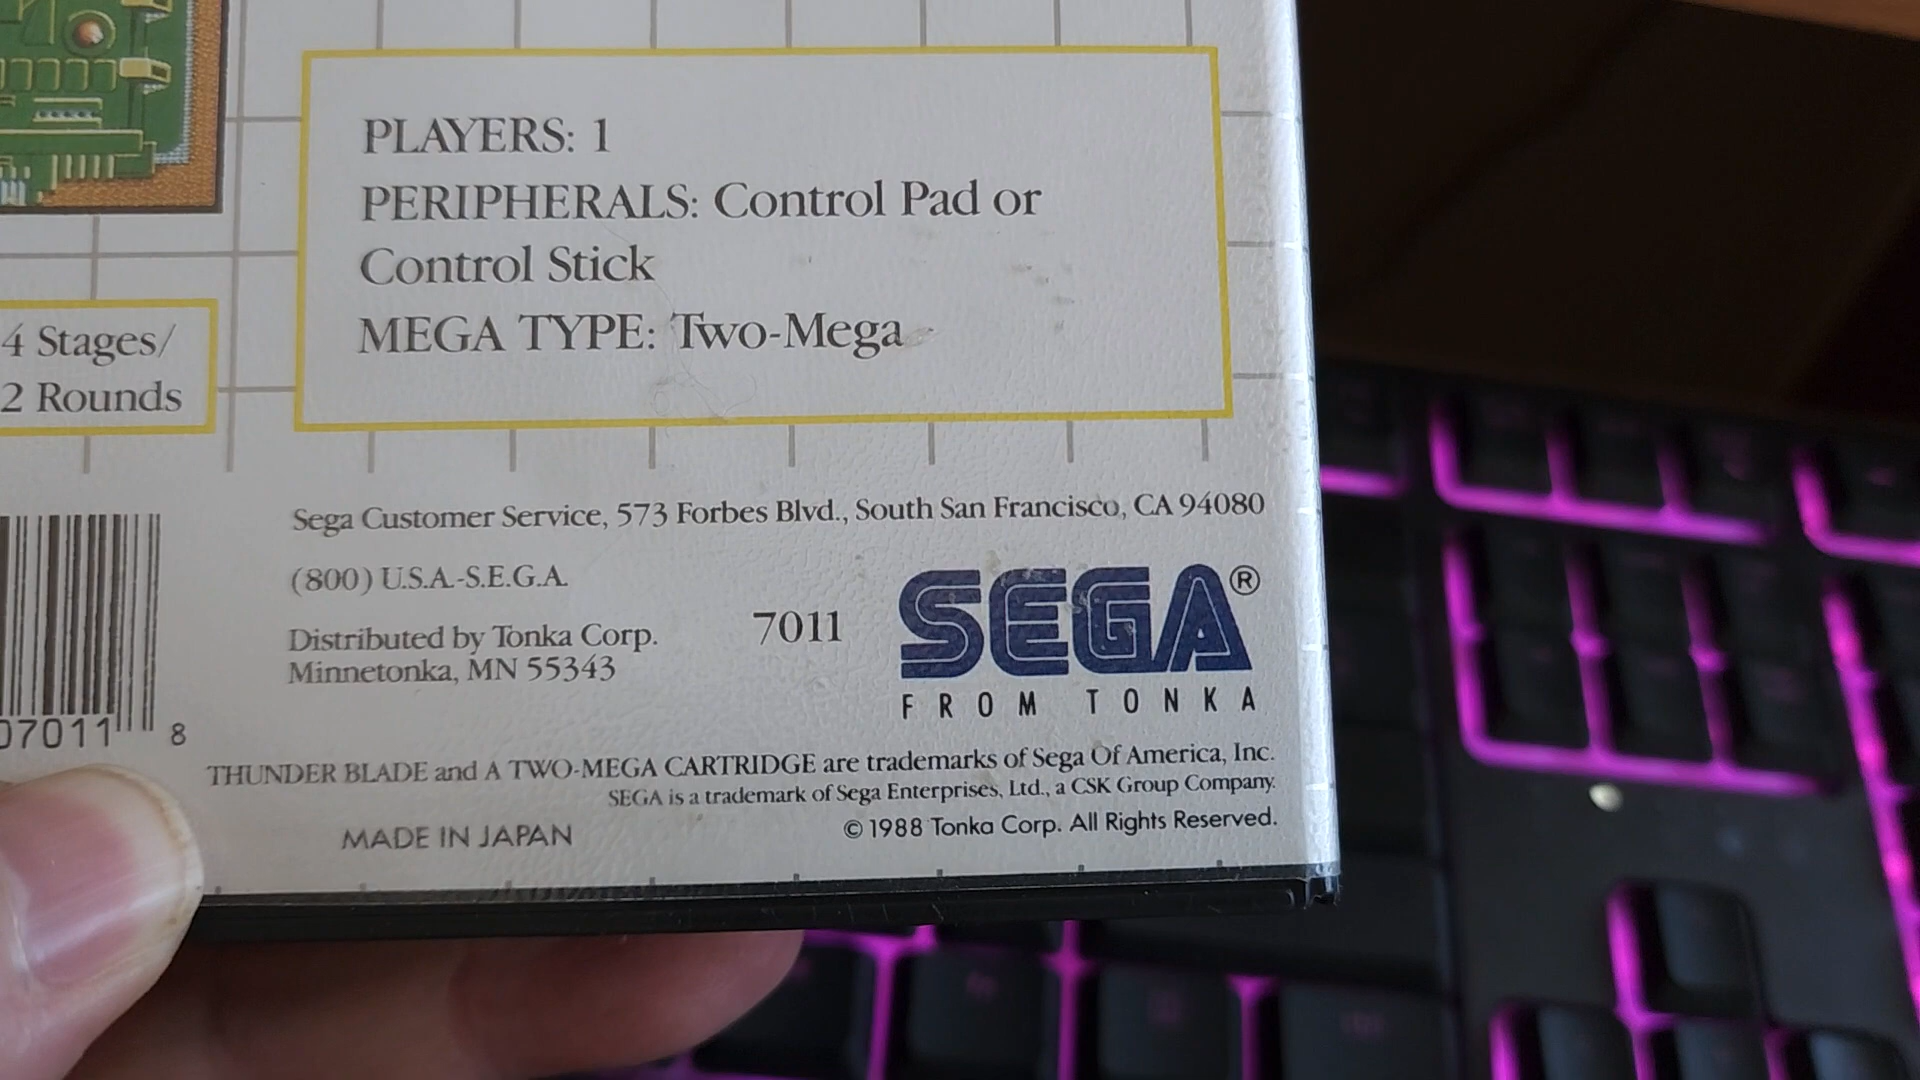 PLAYERS: 1
PERIPHERALS: Control Pad or
Control Stick
MEGA TYPE: Two-Mega
4 Stages/
2 Rounds
Sega Customer Service, 573 Forbes Blvd., South San Francisco, CA 94080
(800) U.S.A.-S.E.G.A.
Distributed by Tonka Corp.
Minnetonka, MN 55343
7011
SEGA®
FROM TONKA
07011 8
THUNDER BLADE and A TWO-MEGA CARTRIDGE are trademarks of Sega Of America, Inc.
SEGA is a trademark of Sega Enterprises, Ltd., a CSK Group Company.
© 1988 Tonka Corp. All Rights Reserved.
MADE IN JAPAN